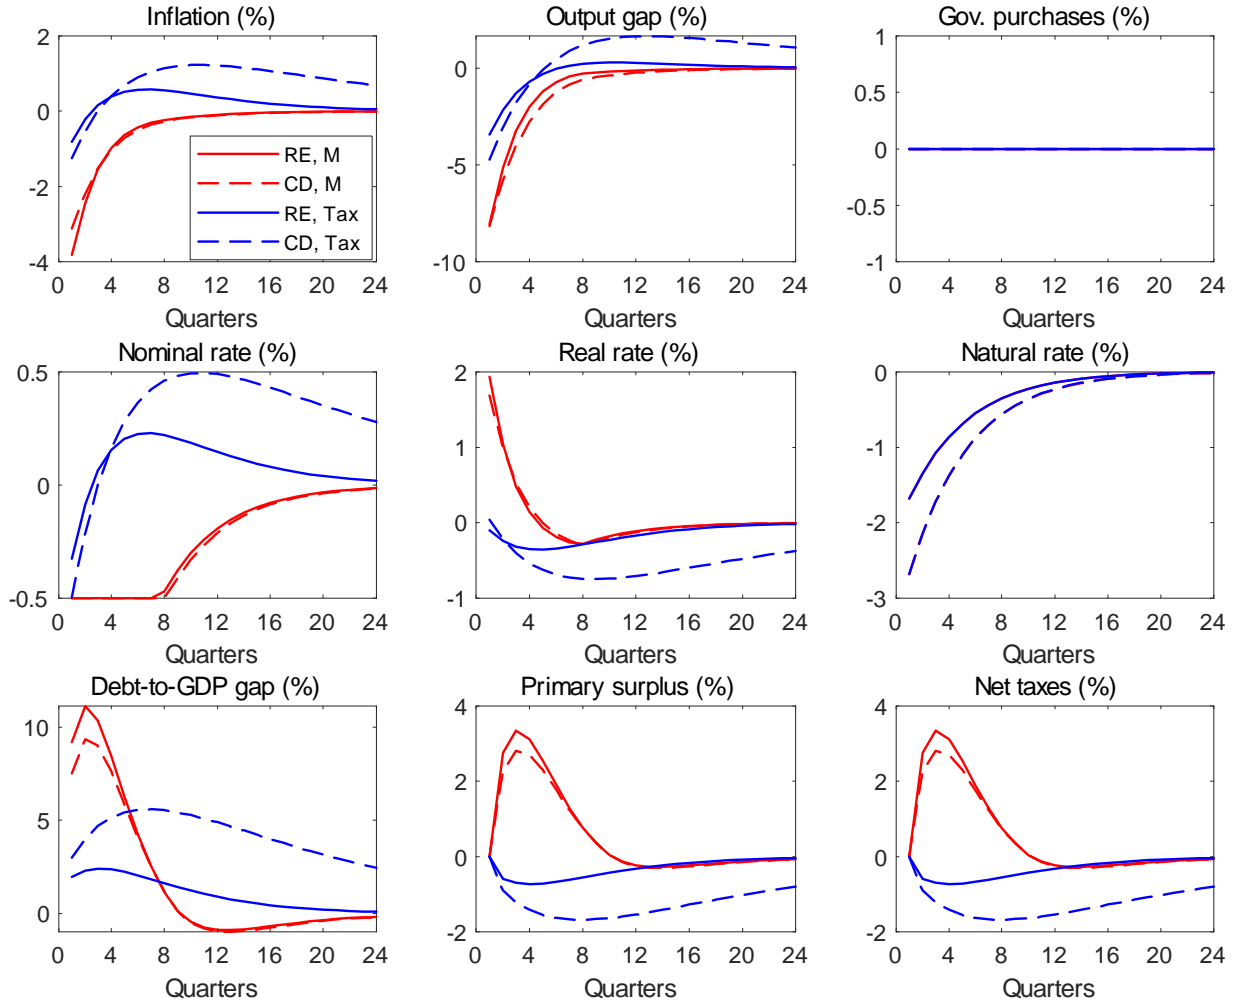 Inflation (%)
2
0
-2
-4
0 4 8 12 16 20 24
Quarters
RE, M
CD, M
RE, Tax
CD, Tax
Output gap (%)
0
-5
-10
0 4 8 12 16 20 24
Quarters
Gov. purchases (%)
1
0.5
0
-0.5
-1
0 4 8 12 16 20 24
Quarters
Nominal rate (%)
0.5
0
-0.5
0 4 8 12 16 20 24
Quarters
Real rate (%)
2
1
0
-1
0 4 8 12 16 20 24
Quarters
Natural rate (%)
0
-1
-2
-3
0 4 8 12 16 20 24
Quarters
Debt-to-GDP gap (%)
10
5
0
0 4 8 12 16 20 24
Quarters
Primary surplus (%)
4
2
0
-2
0 4 8 12 16 20 24
Quarters
Net taxes (%)
4
2
0
-2
0 4 8 12 16 20 24
Quarters